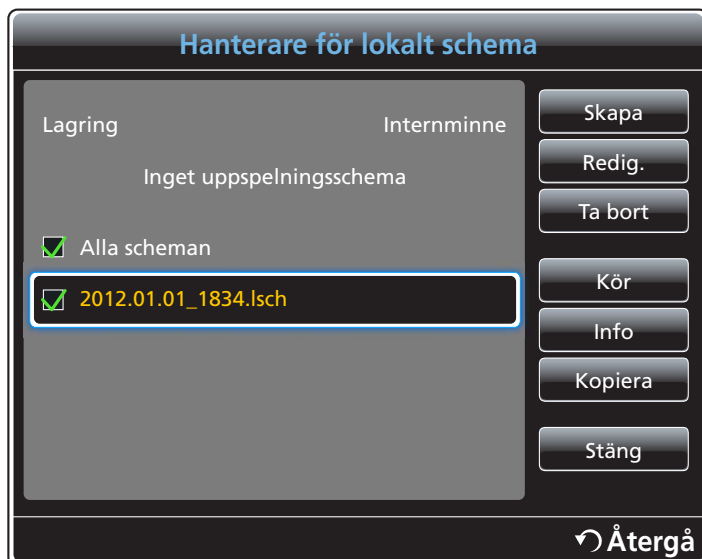 Hanterare för lokalt schema
Lagring Internminne
Inget uppspelningsschema
Alla scheman
2012.01.01_1834.lsch
Skapa
Redig.
Ta bort
Kör
Info
Kopiera
Stäng
Återgå